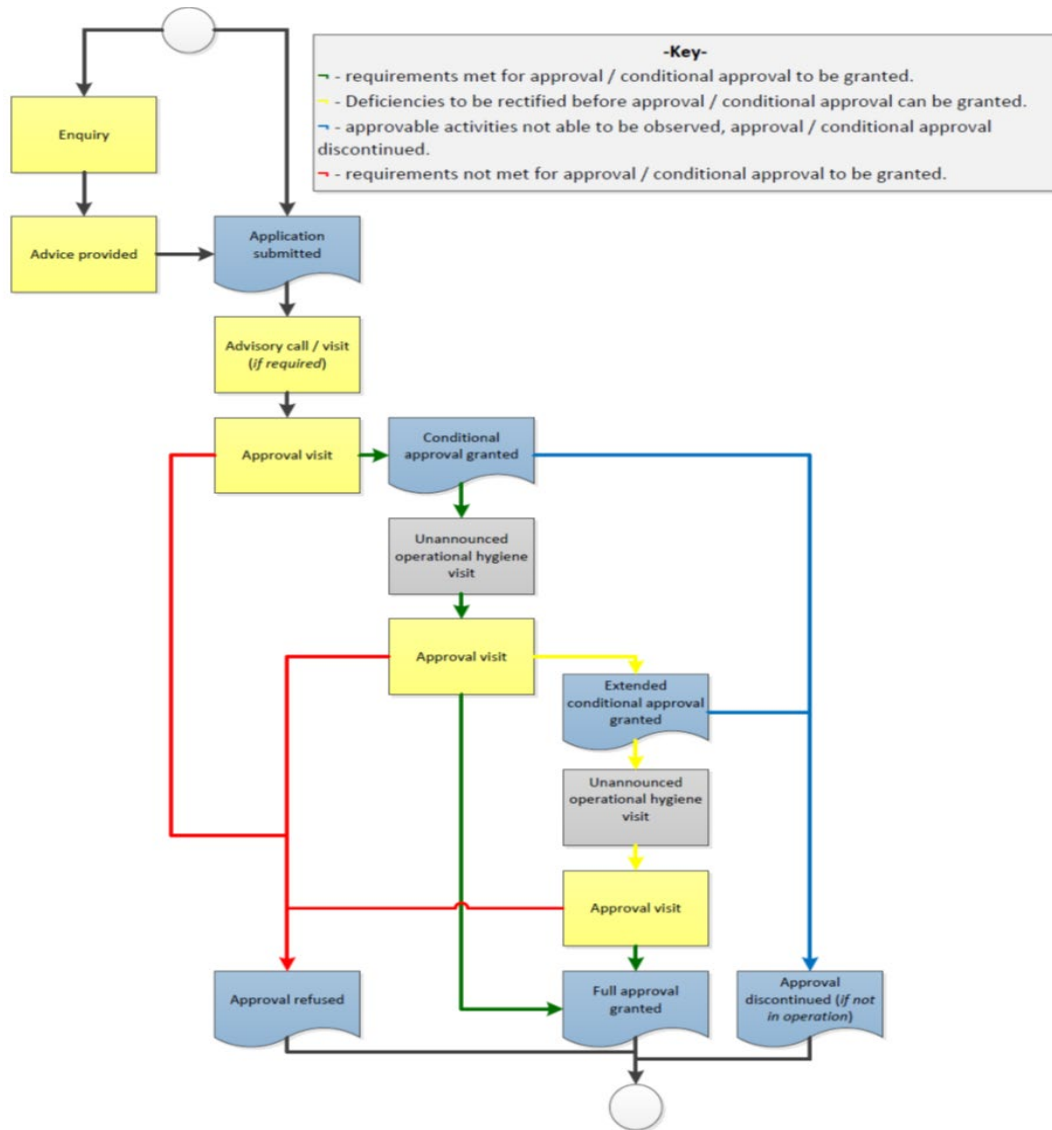 -Key-
¬ - requirements met for approval / conditional approval to be granted.
¬ - Deficiencies to be rectified before approval / conditional approval can be granted.
¬ - approvable activities not able to be observed, approval / conditional approval
discontinued.
¬ - requirements not met for approval / conditional approval to be granted.
Enquiry
Advice provided
Application
submitted
Advisory call / visit
(if required)
Approval visit
Conditional
approval granted
Unannounced
operational hygiene
visit
Approval visit
Extended
conditional approval
granted
Unannounced
operational hygiene
visit
Approval visit
Approval refused
Full approval
granted
Approval
discontinued (if not
in operation)